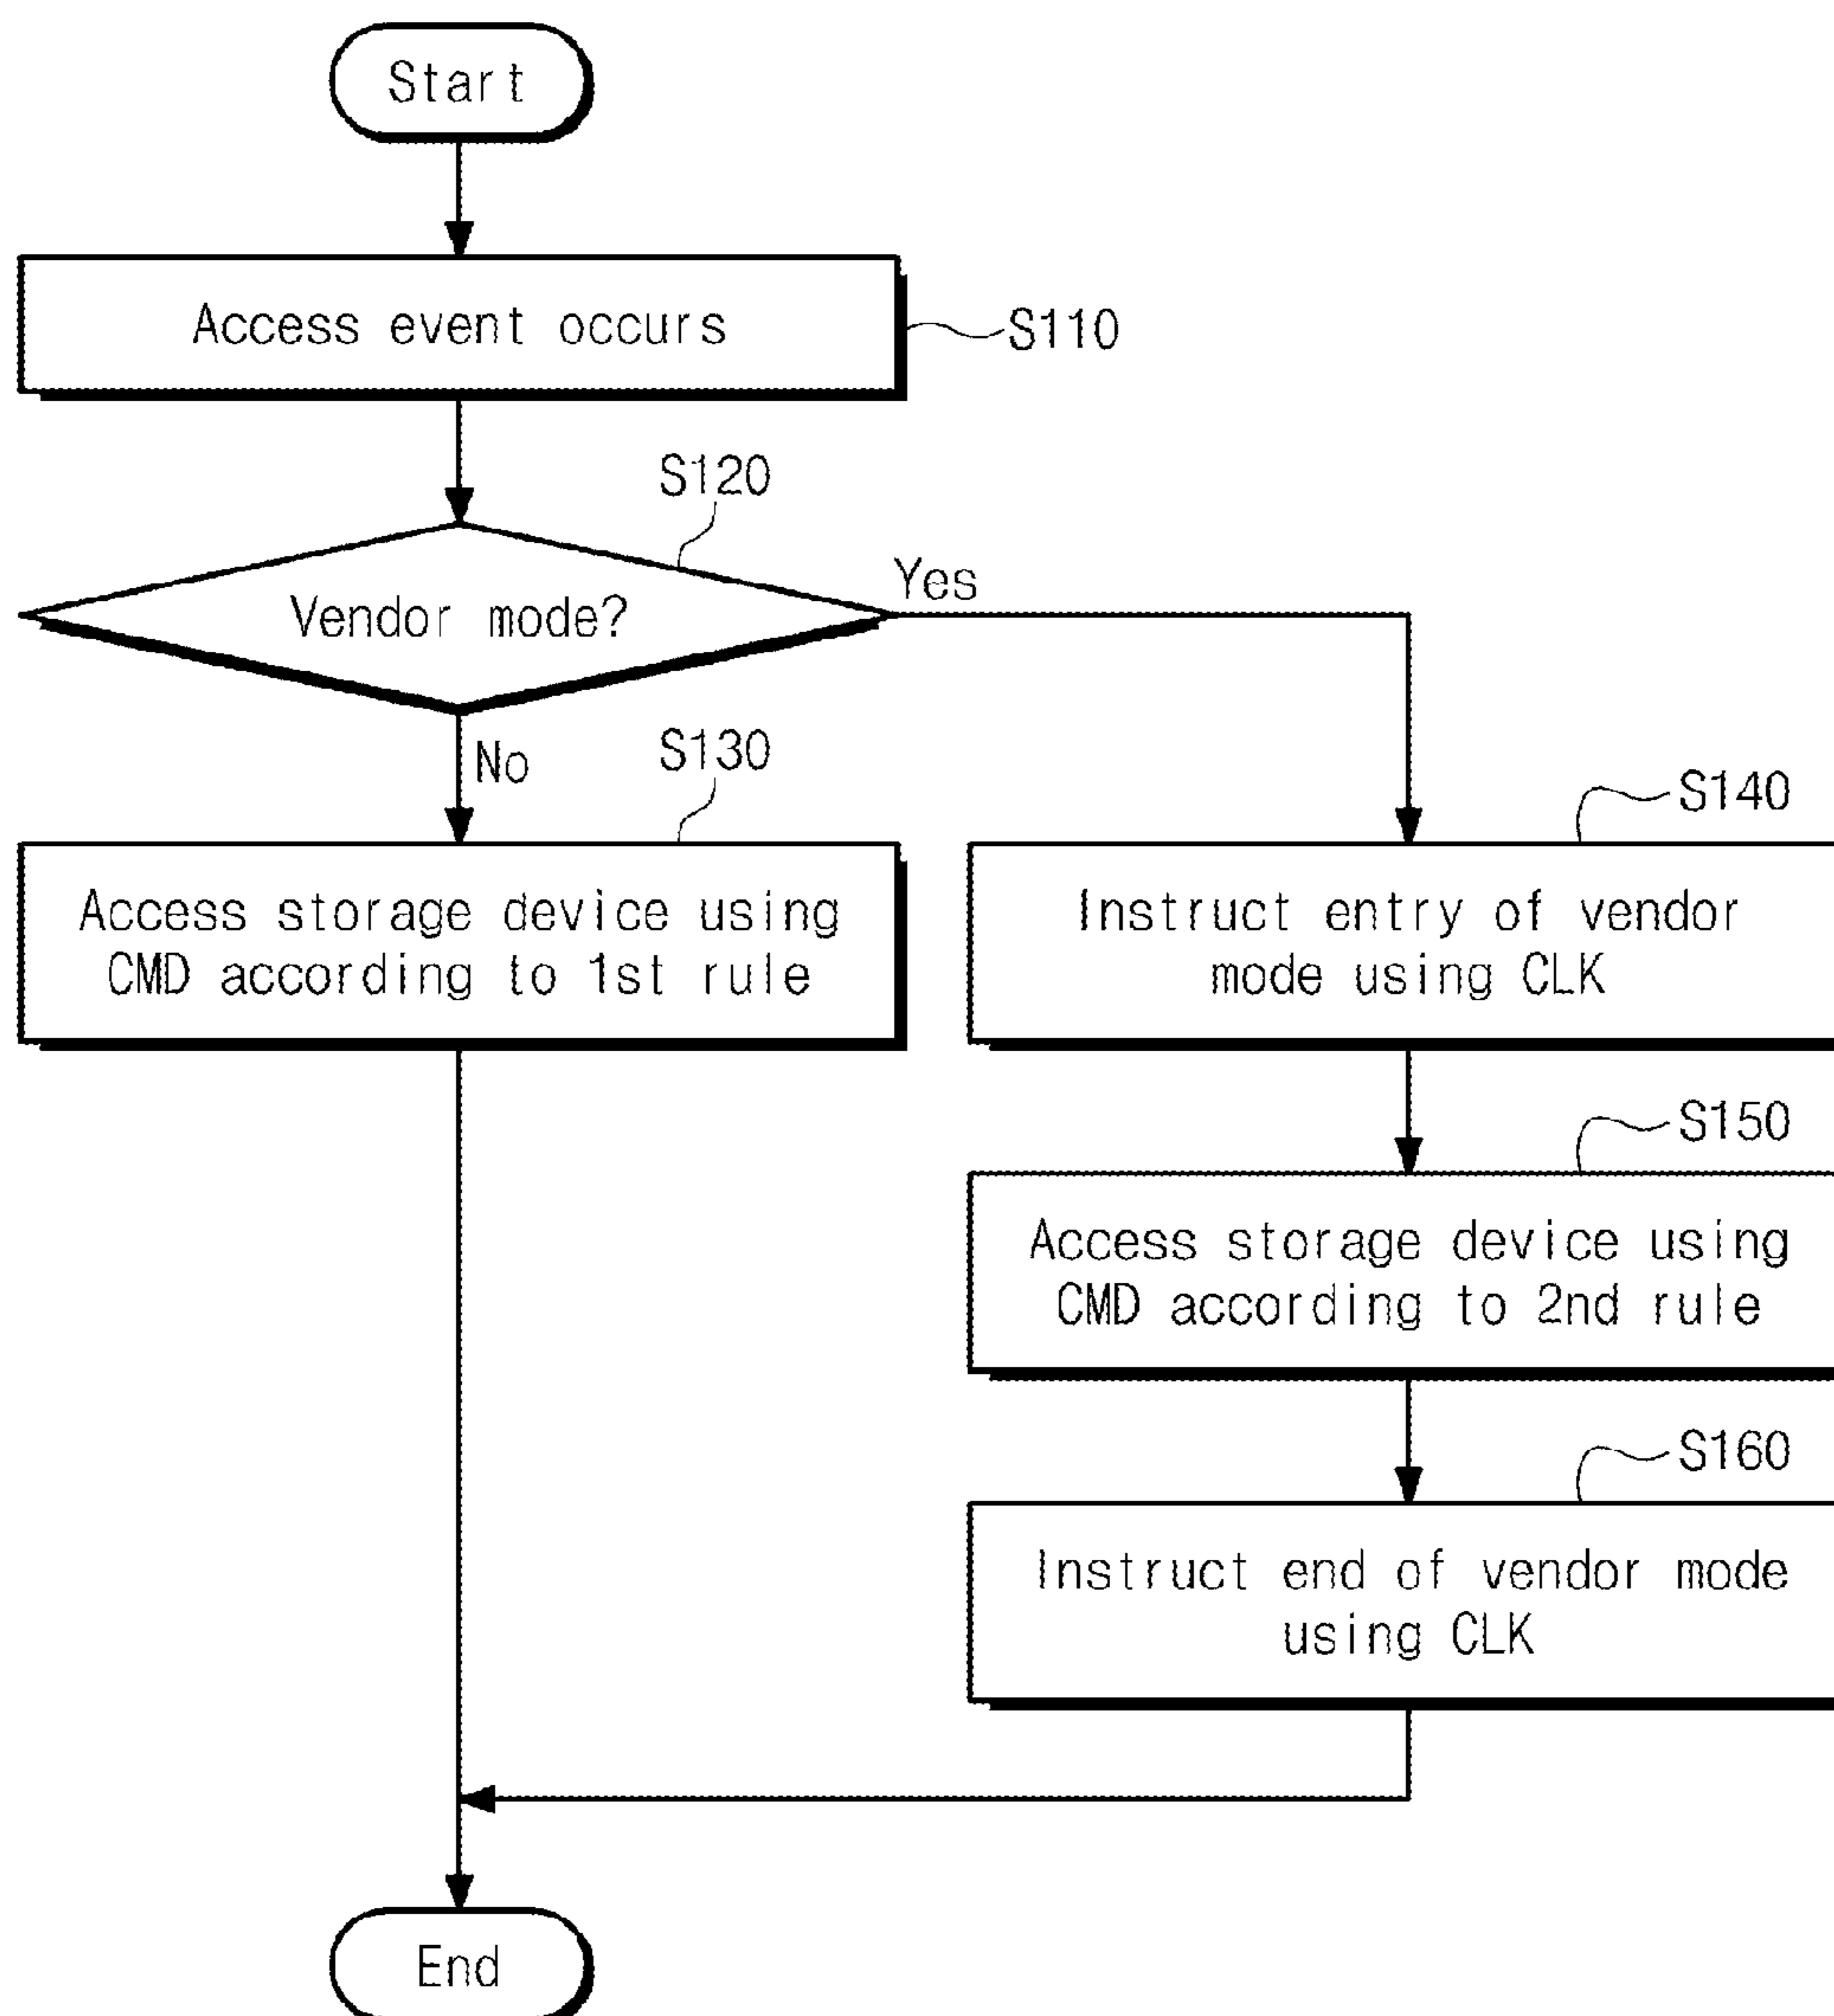 Start
Access event occurs
S110
S120
Vendor mode?
Yes
No
S130
Access storage device using
CMD according to 1st rule
S140
Instruct entry of vendor
mode using CLK
S150
Access storage device using
CMD according to 2nd rule
S160
Instruct end of vendor mode
using CLK
End